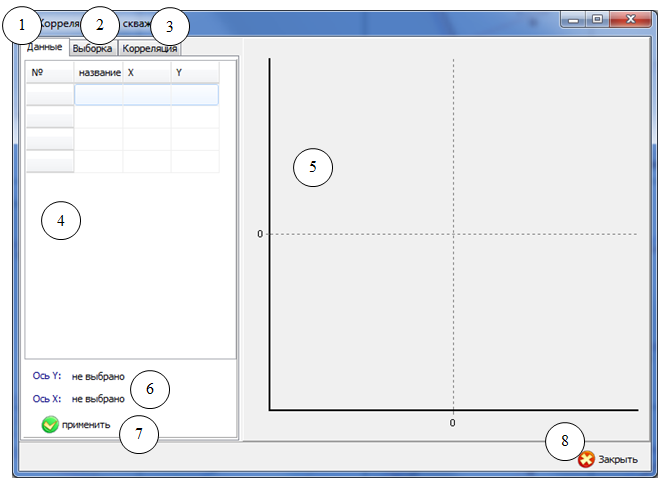 1 2 3
Корреля скваж
Данные Выборка Корреляция
№ название X Y
5
4
0
Ось Y: не выбрано
6
Ось X: не выбрано
0
применить
7
8
Закрыть